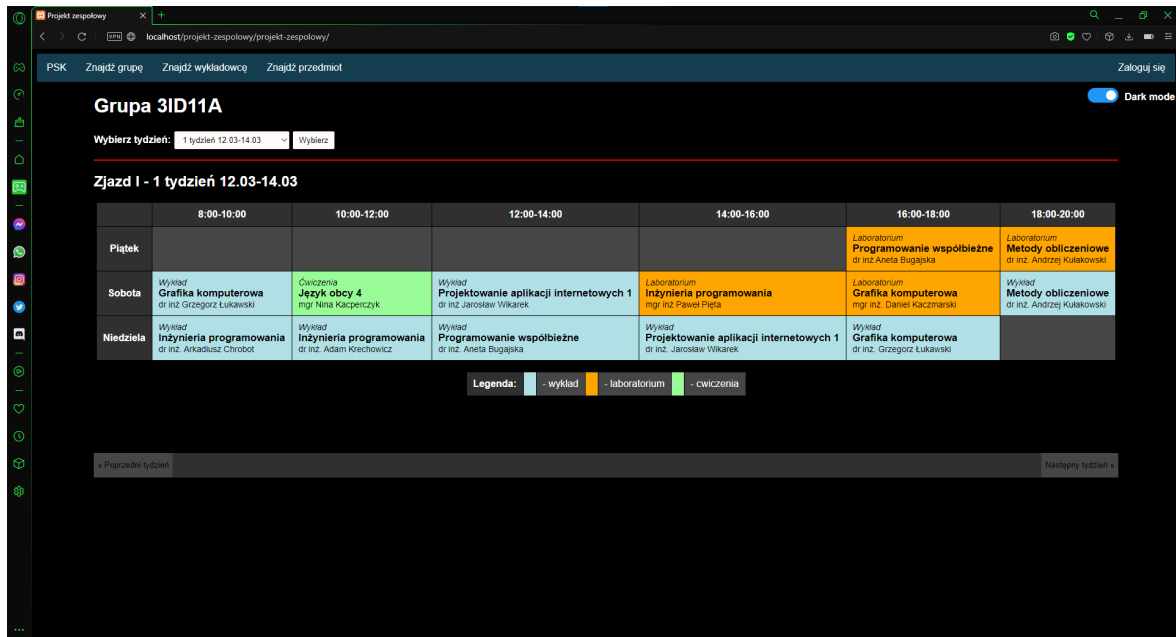 Projekt zespołowy
VPN localhost/projekt-zespolowy/projekt-zespolowy/
PSK Znajdź grupę Znajdź wykładowcę Znajdź przedmiot Zaloguj się
Grupa 3ID11A Dark mode
Wybierz tydzień: 1 tydzień 12.03-14.03 Wybierz
Zjazd I - 1 tydzień 12.03-14.03
8:00-10:00 10:00-12:00 12:00-14:00 14:00-16:00 16:00-18:00 18:00-20:00
Piątek
Laboratorium
Programowanie współbieżne
dr inż Aneta Bugajska
Laboratorium
Metody obliczeniowe
dr inż. Andrzej Kułakowski
Sobota
Wykład
Grafika komputerowa
dr inż Grzegorz Łukawski
Ćwiczenia
Język obcy 4
mgr Nina Kacperczyk
Wykład
Projektowanie aplikacji internetowych 1
dr inż Jarosław Wikarek
Laboratorium
Inżynieria programowania
mgr inż Paweł Pięta
Laboratorium
Grafika komputerowa
mgr inż. Daniel Kaczmarski
Wykład
Metody obliczeniowe
dr inż. Andrzej Kułakowski
Niedziela
Wykład
Inżynieria programowania
dr inż. Arkadiusz Chrobot
Wykład
Inżynieria programowania
dr inż. Adam Krechowicz
Wykład
Programowanie współbieżne
dr inż. Aneta Bugajska
Wykład
Projektowanie aplikacji internetowych 1
dr inż. Jarosław Wikarek
Wykład
Grafika komputerowa
dr inż. Grzegorz Łukawski
Legenda: - wykład - laboratorium - ćwiczenia
« Poprzedni tydzień Następny tydzień »